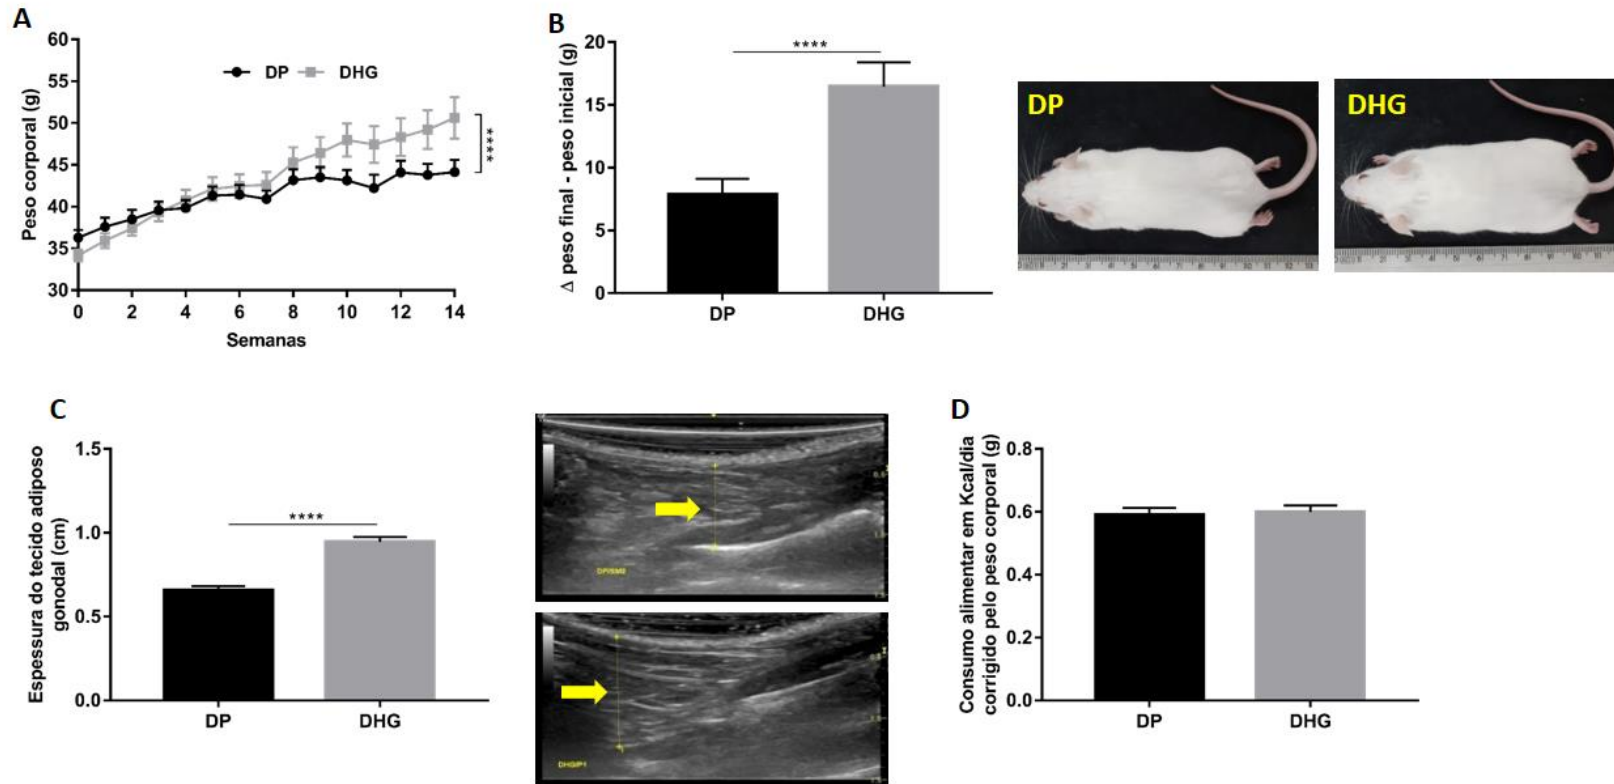 A
Peso corporal (g)
60
55
50
45
40
35
30
DP
DHG
****
0 2 4 6 8 10 12 14
Semanas
B
Δ peso final - peso inicial (g)
20
15
10
5
0
****
DP DHG
DP
DHG
C
Espessura do tecido adiposo
gonodal (cm)
1.5
1.0
0.5
0.0
****
DP DHG
D
Consumo alimentar em Kcal/dia
corrigido pelo peso corporal (g)
0.8
0.6
0.4
0.2
0.0
DP DHG